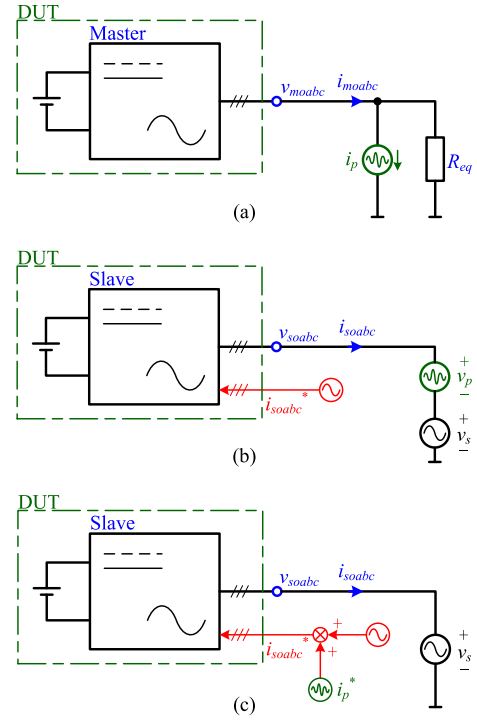 DUT
Master
v_moabc i_moabc
i_p
R_eq
(a)
DUT
Slave
v_soabc i_soabc
+
v_p
−
i_soabc*
+
v_s
−
(b)
DUT
Slave
v_soabc i_soabc
+
+
i_soabc*
+
v_s
−
i_p*
(c)